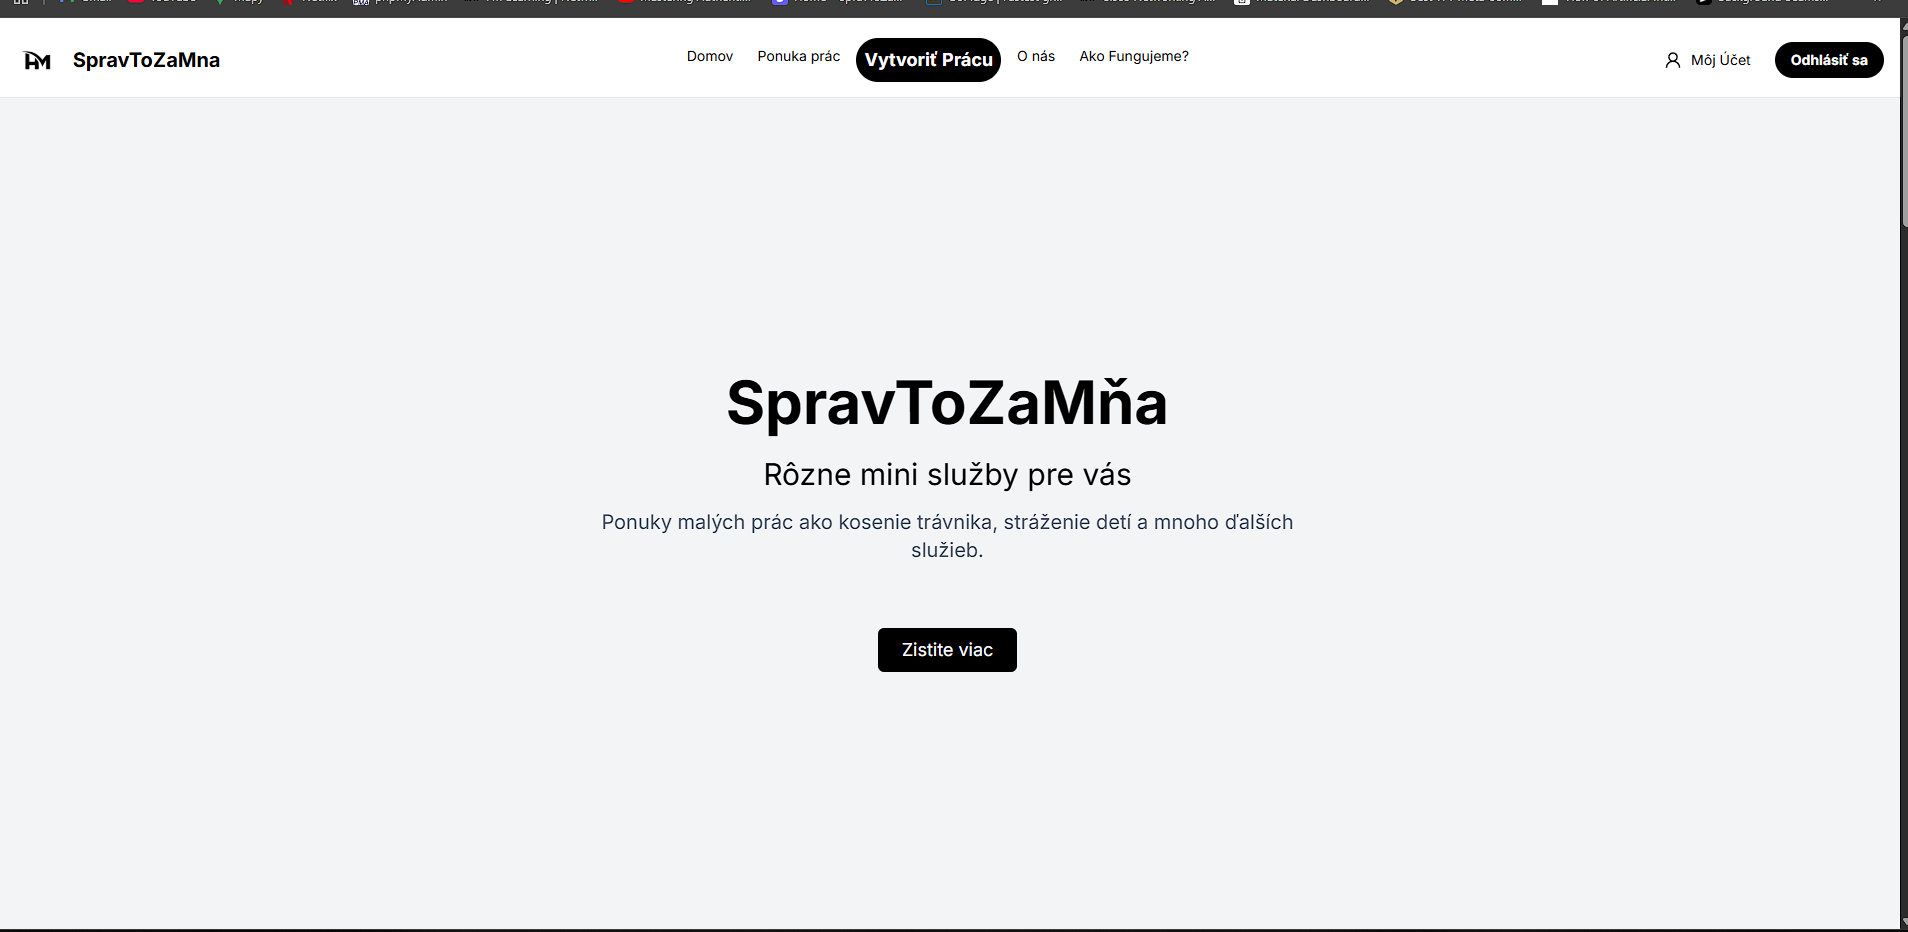 SpravToZaMna
Domov
Ponuka prác
Vytvoriť Prácu
O nás
Ako Fungujeme?
Môj Účet
Odhlásiť sa
SpravToZaMňa
Rôzne mini služby pre vás
Ponuky malých prác ako kosenie trávnika, stráženie detí a mnoho ďalších
služieb.
Zistite viac